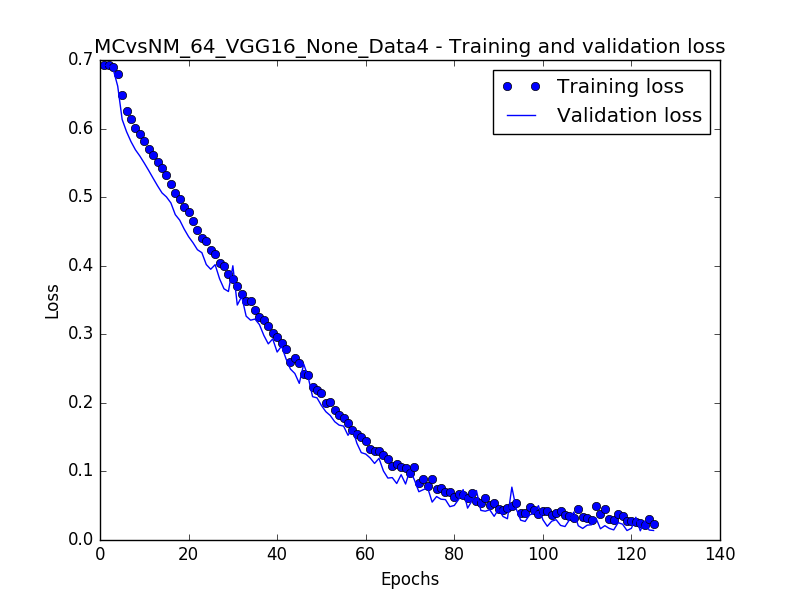 MCvsNM_64_VGG16_None_Data4 - Training and validation loss
Training loss
Validation loss
0.7
0.6
0.5
0.4
0.3
0.2
0.1
0.0
Loss
0 20 40 60 80 100 120 140
Epochs